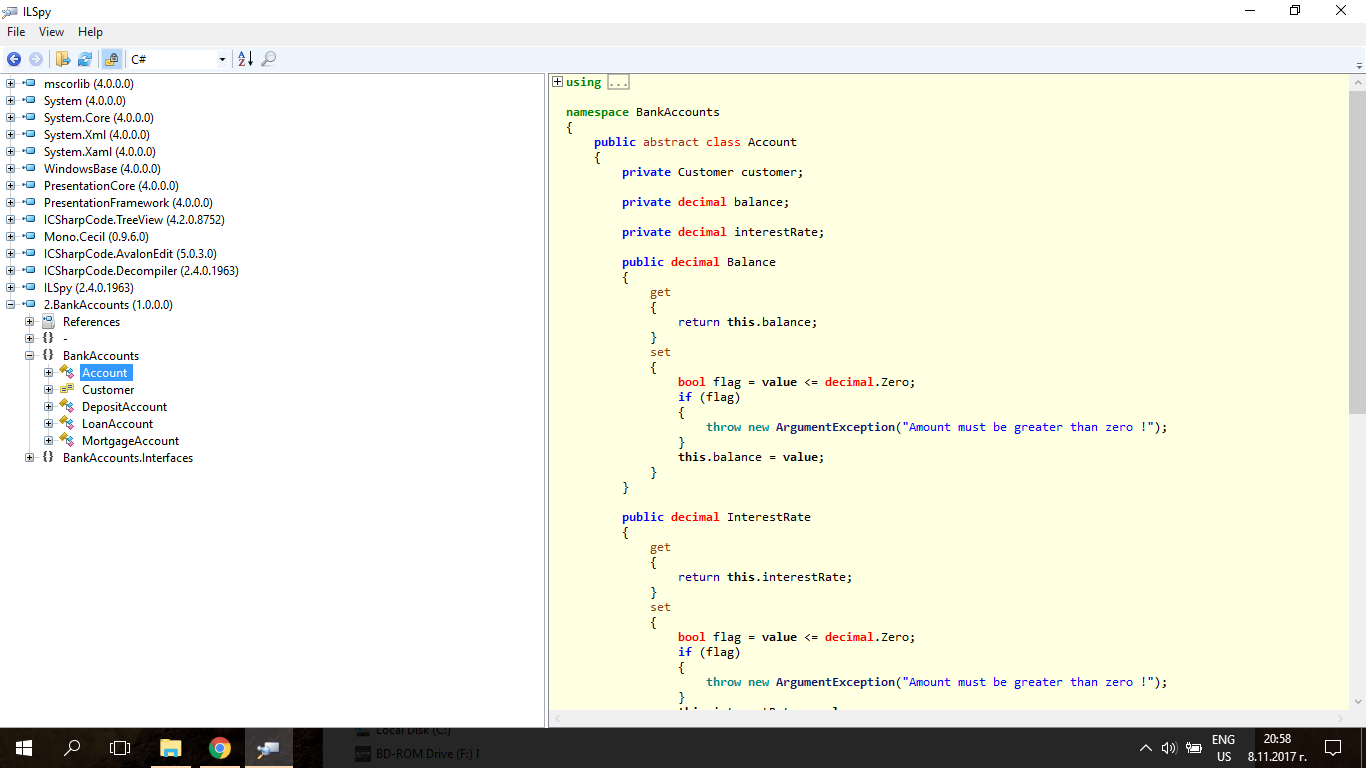 ILSpy
File View Help
C#
mscorlib (4.0.0.0)
System (4.0.0.0)
System.Core (4.0.0.0)
System.Xml (4.0.0.0)
System.Xaml (4.0.0.0)
WindowsBase (4.0.0.0)
PresentationCore (4.0.0.0)
PresentationFramework (4.0.0.0)
ICSharpCode.TreeView (4.2.0.8752)
Mono.Cecil (0.9.6.0)
ICSharpCode.AvalonEdit (5.0.3.0)
ICSharpCode.Decompiler (2.4.0.1963)
ILSpy (2.4.0.1963)
2.BankAccounts (1.0.0.0)
References
{} -
{} BankAccounts
Account
Customer
DepositAccount
LoanAccount
MortgageAccount
{} BankAccounts.Interfaces
using ...
namespace BankAccounts
{
public abstract class Account
{
private Customer customer;
private decimal balance;
private decimal interestRate;
public decimal Balance
{
get
{
return this.balance;
}
set
{
bool flag = value <= decimal.Zero;
if (flag)
{
throw new ArgumentException("Amount must be greater than zero !");
}
this.balance = value;
}
}
public decimal InterestRate
{
get
{
return this.interestRate;
}
set
{
bool flag = value <= decimal.Zero;
if (flag)
{
throw new ArgumentException("Amount must be greater than zero !");
}
Local Disk (C:)
BD-ROM Drive (F:)
ENG
US
20:58
8.11.2017 г.